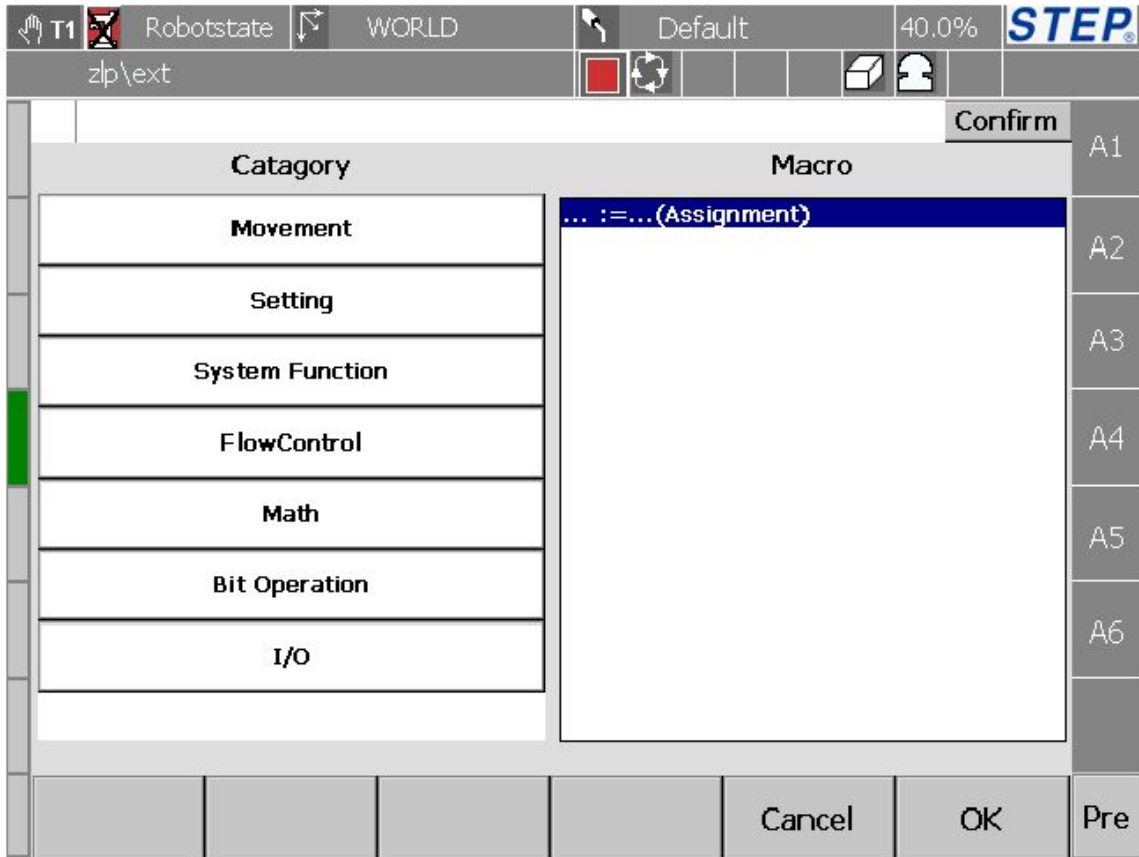 T1 Robotstate WORLD Default 40.0% STEP®
zlp\ext
Confirm
Catagory
Macro
Movement
Setting
System Function
FlowControl
Math
Bit Operation
I/O
... :=...(Assignment)
A1
A2
A3
A4
A5
A6
Cancel OK Pre